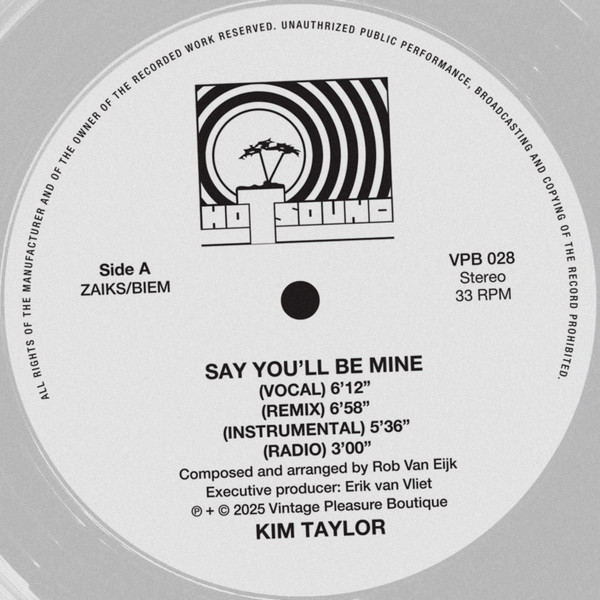 ALL RIGHTS OF THE MANUFACTURER AND OF THE OWNER OF THE RECORDED WORK RESERVED. UNAUTHRIZED PUBLIC PERFORMANCE, BROADCASTING AND COPYING OF THE RECORD PROHIBITED.
HOT SOUND
Side A
ZAIKS/BIEM
VPB 028
Stereo
33 RPM
SAY YOU’LL BE MINE
(VOCAL) 6’12”
(REMIX) 6’58”
(INSTRUMENTAL) 5’36”
(RADIO) 3’00”
Composed and arranged by Rob Van Eijk
Executive producer: Erik van Vliet
℗ + © 2025 Vintage Pleasure Boutique
KIM TAYLOR